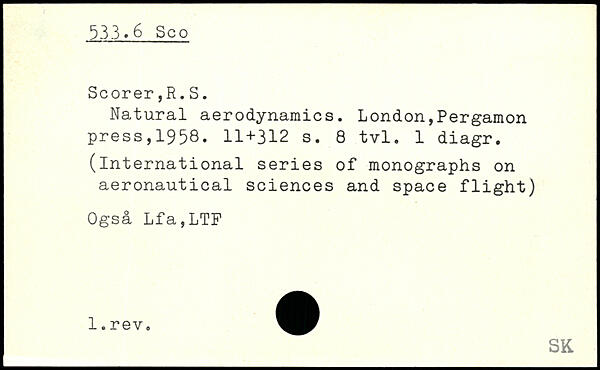 533.6 Sco
Scorer,R.S.
Natural aerodynamics. London,Pergamon
press,1958. 11+312 s. 8 tvl. 1 diagr.
(International series of monographs on
aeronautical sciences and space flight)
Også Lfa,LTF
1.rev.
SK